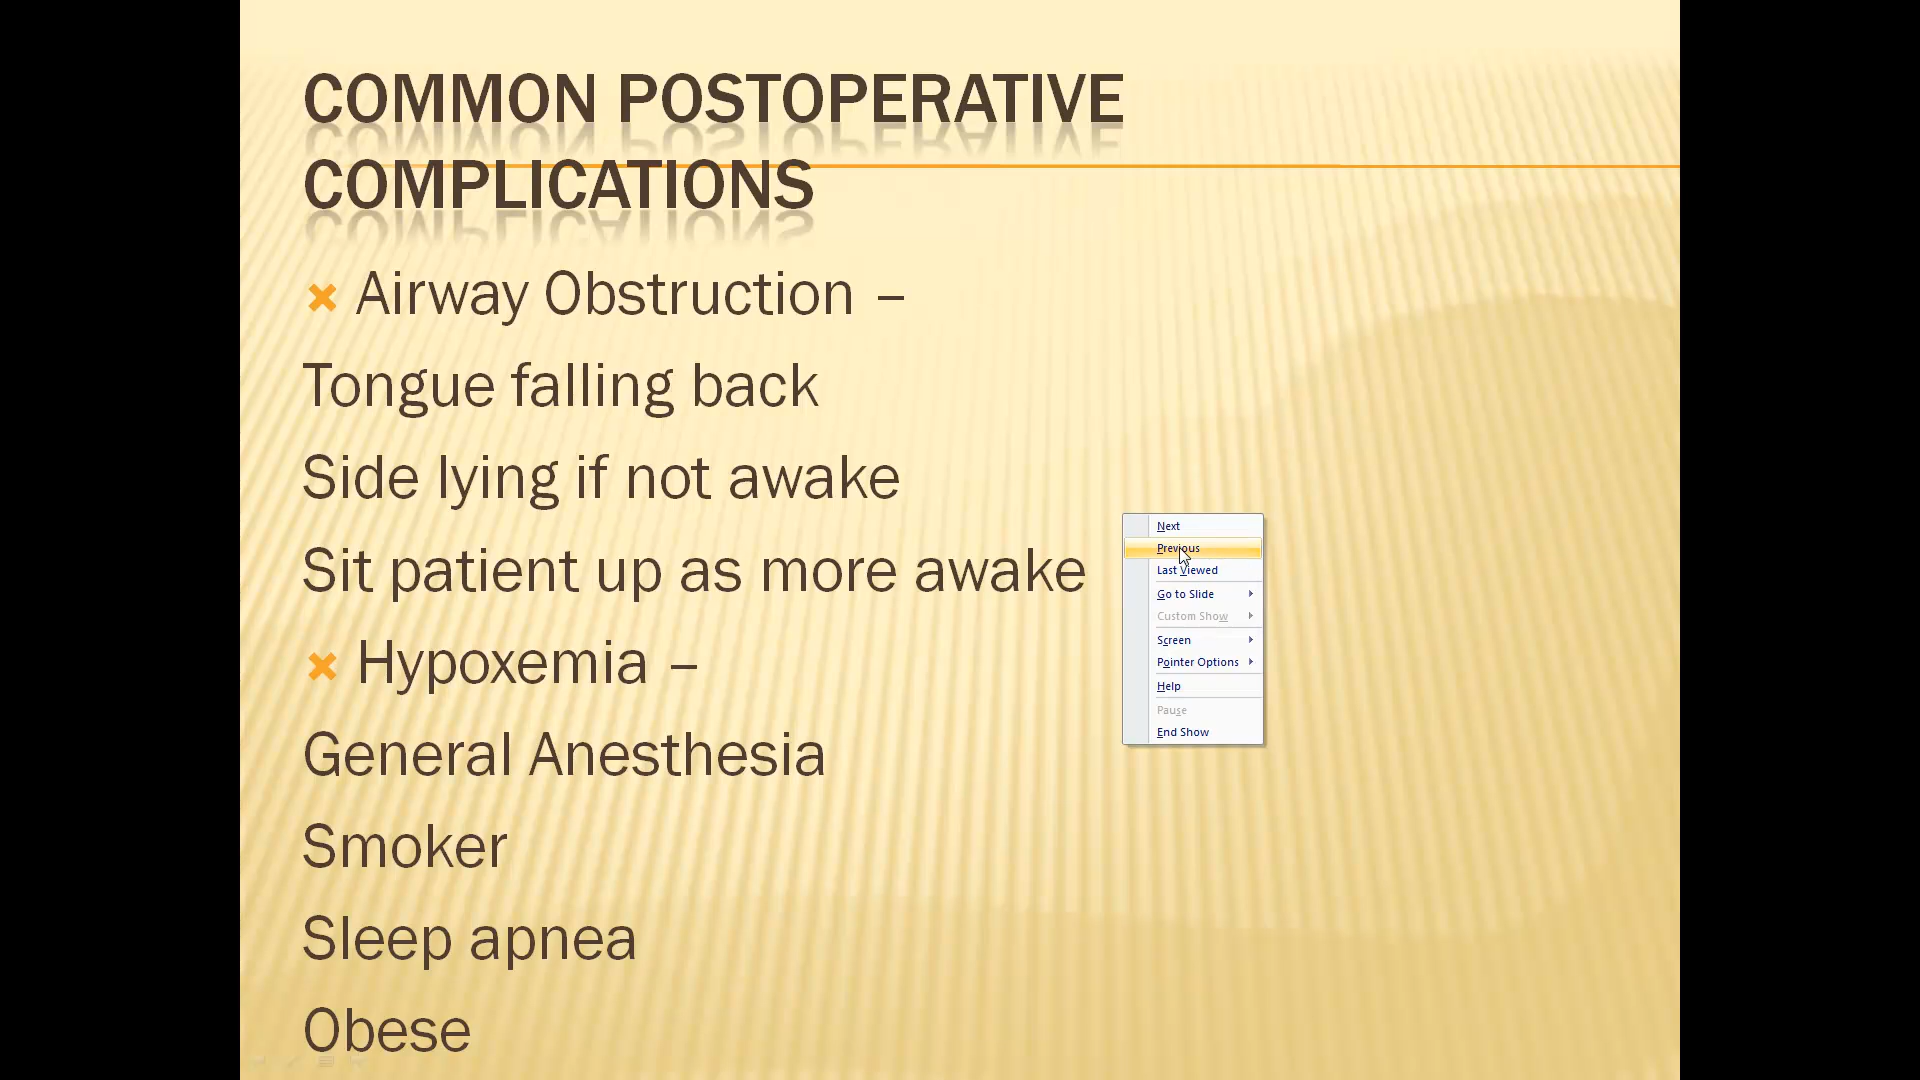 COMMON POSTOPERATIVE
COMPLICATIONS
Airway Obstruction –
Tongue falling back
Side lying if not awake
Sit patient up as more awake
Hypoxemia –
General Anesthesia
Smoker
Sleep apnea
Obese
Next
Previous
Last Viewed
Go to Slide
Custom Show
Screen
Pointer Options
Help
Pause
End Show